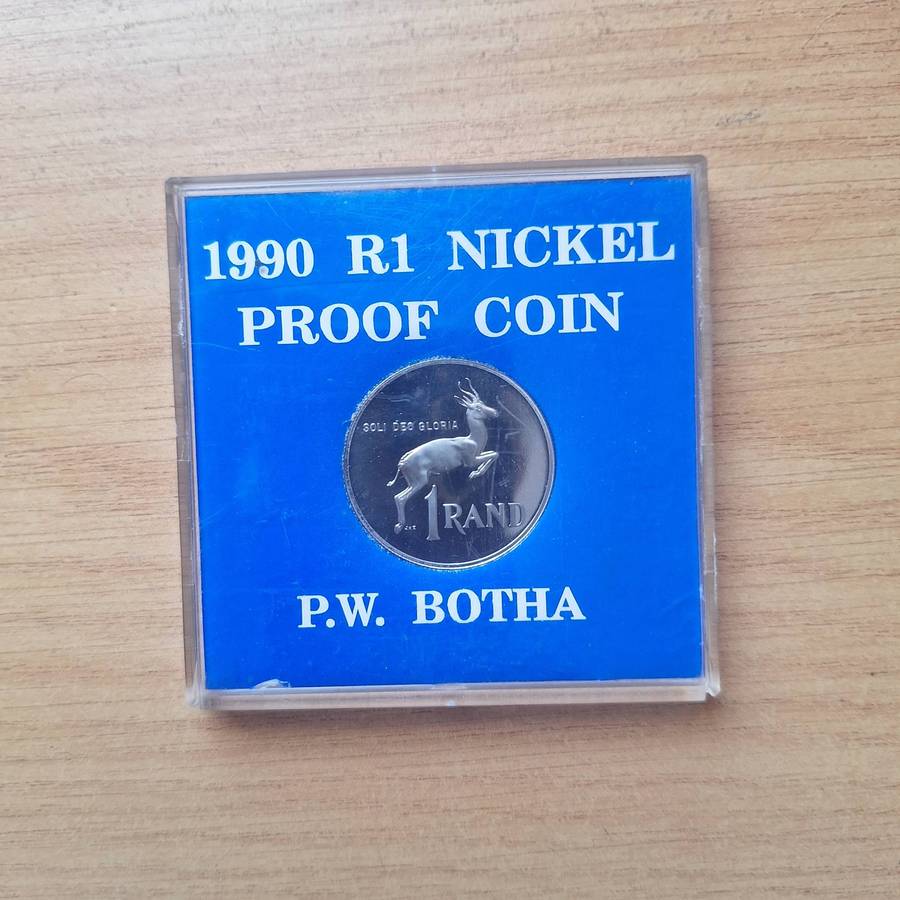 1990 R1 NICKEL
PROOF COIN
SOLI DEO GLORIA
1 RAND
P.W. BOTHA